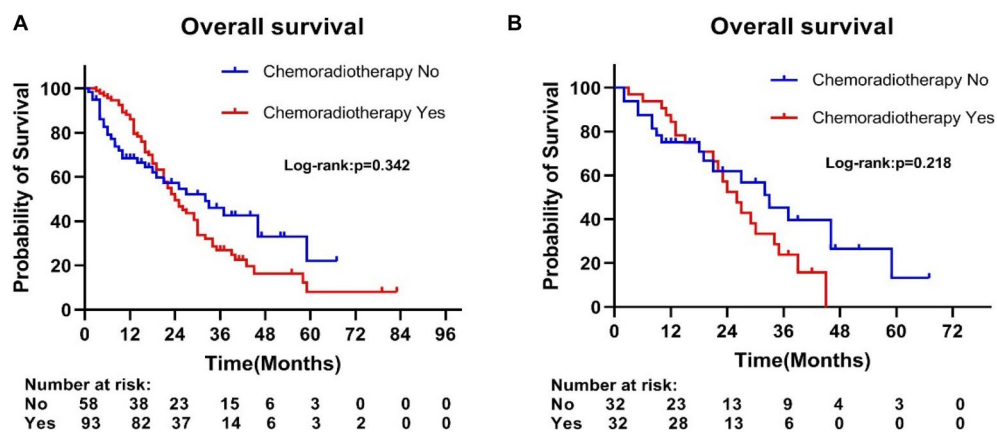 A
Overall survival
Chemoradiotherapy No
Chemoradiotherapy Yes
Log-rank:p=0.342
Probability of Survival
100
80
60
40
20
0
0 12 24 36 48 60 72 84 96
Time(Months)
Number at risk:
No 58 38 23 15 6 3 0 0 0
Yes 93 82 37 14 6 3 2 0 0
B
Overall survival
Chemoradiotherapy No
Chemoradiotherapy Yes
Log-rank:p=0.218
Probability of Survival
100
80
60
40
20
0
0 12 24 36 48 60 72
Time(Months)
Number at risk:
No 32 23 13 9 4 3 0
Yes 32 28 13 6 0 0 0